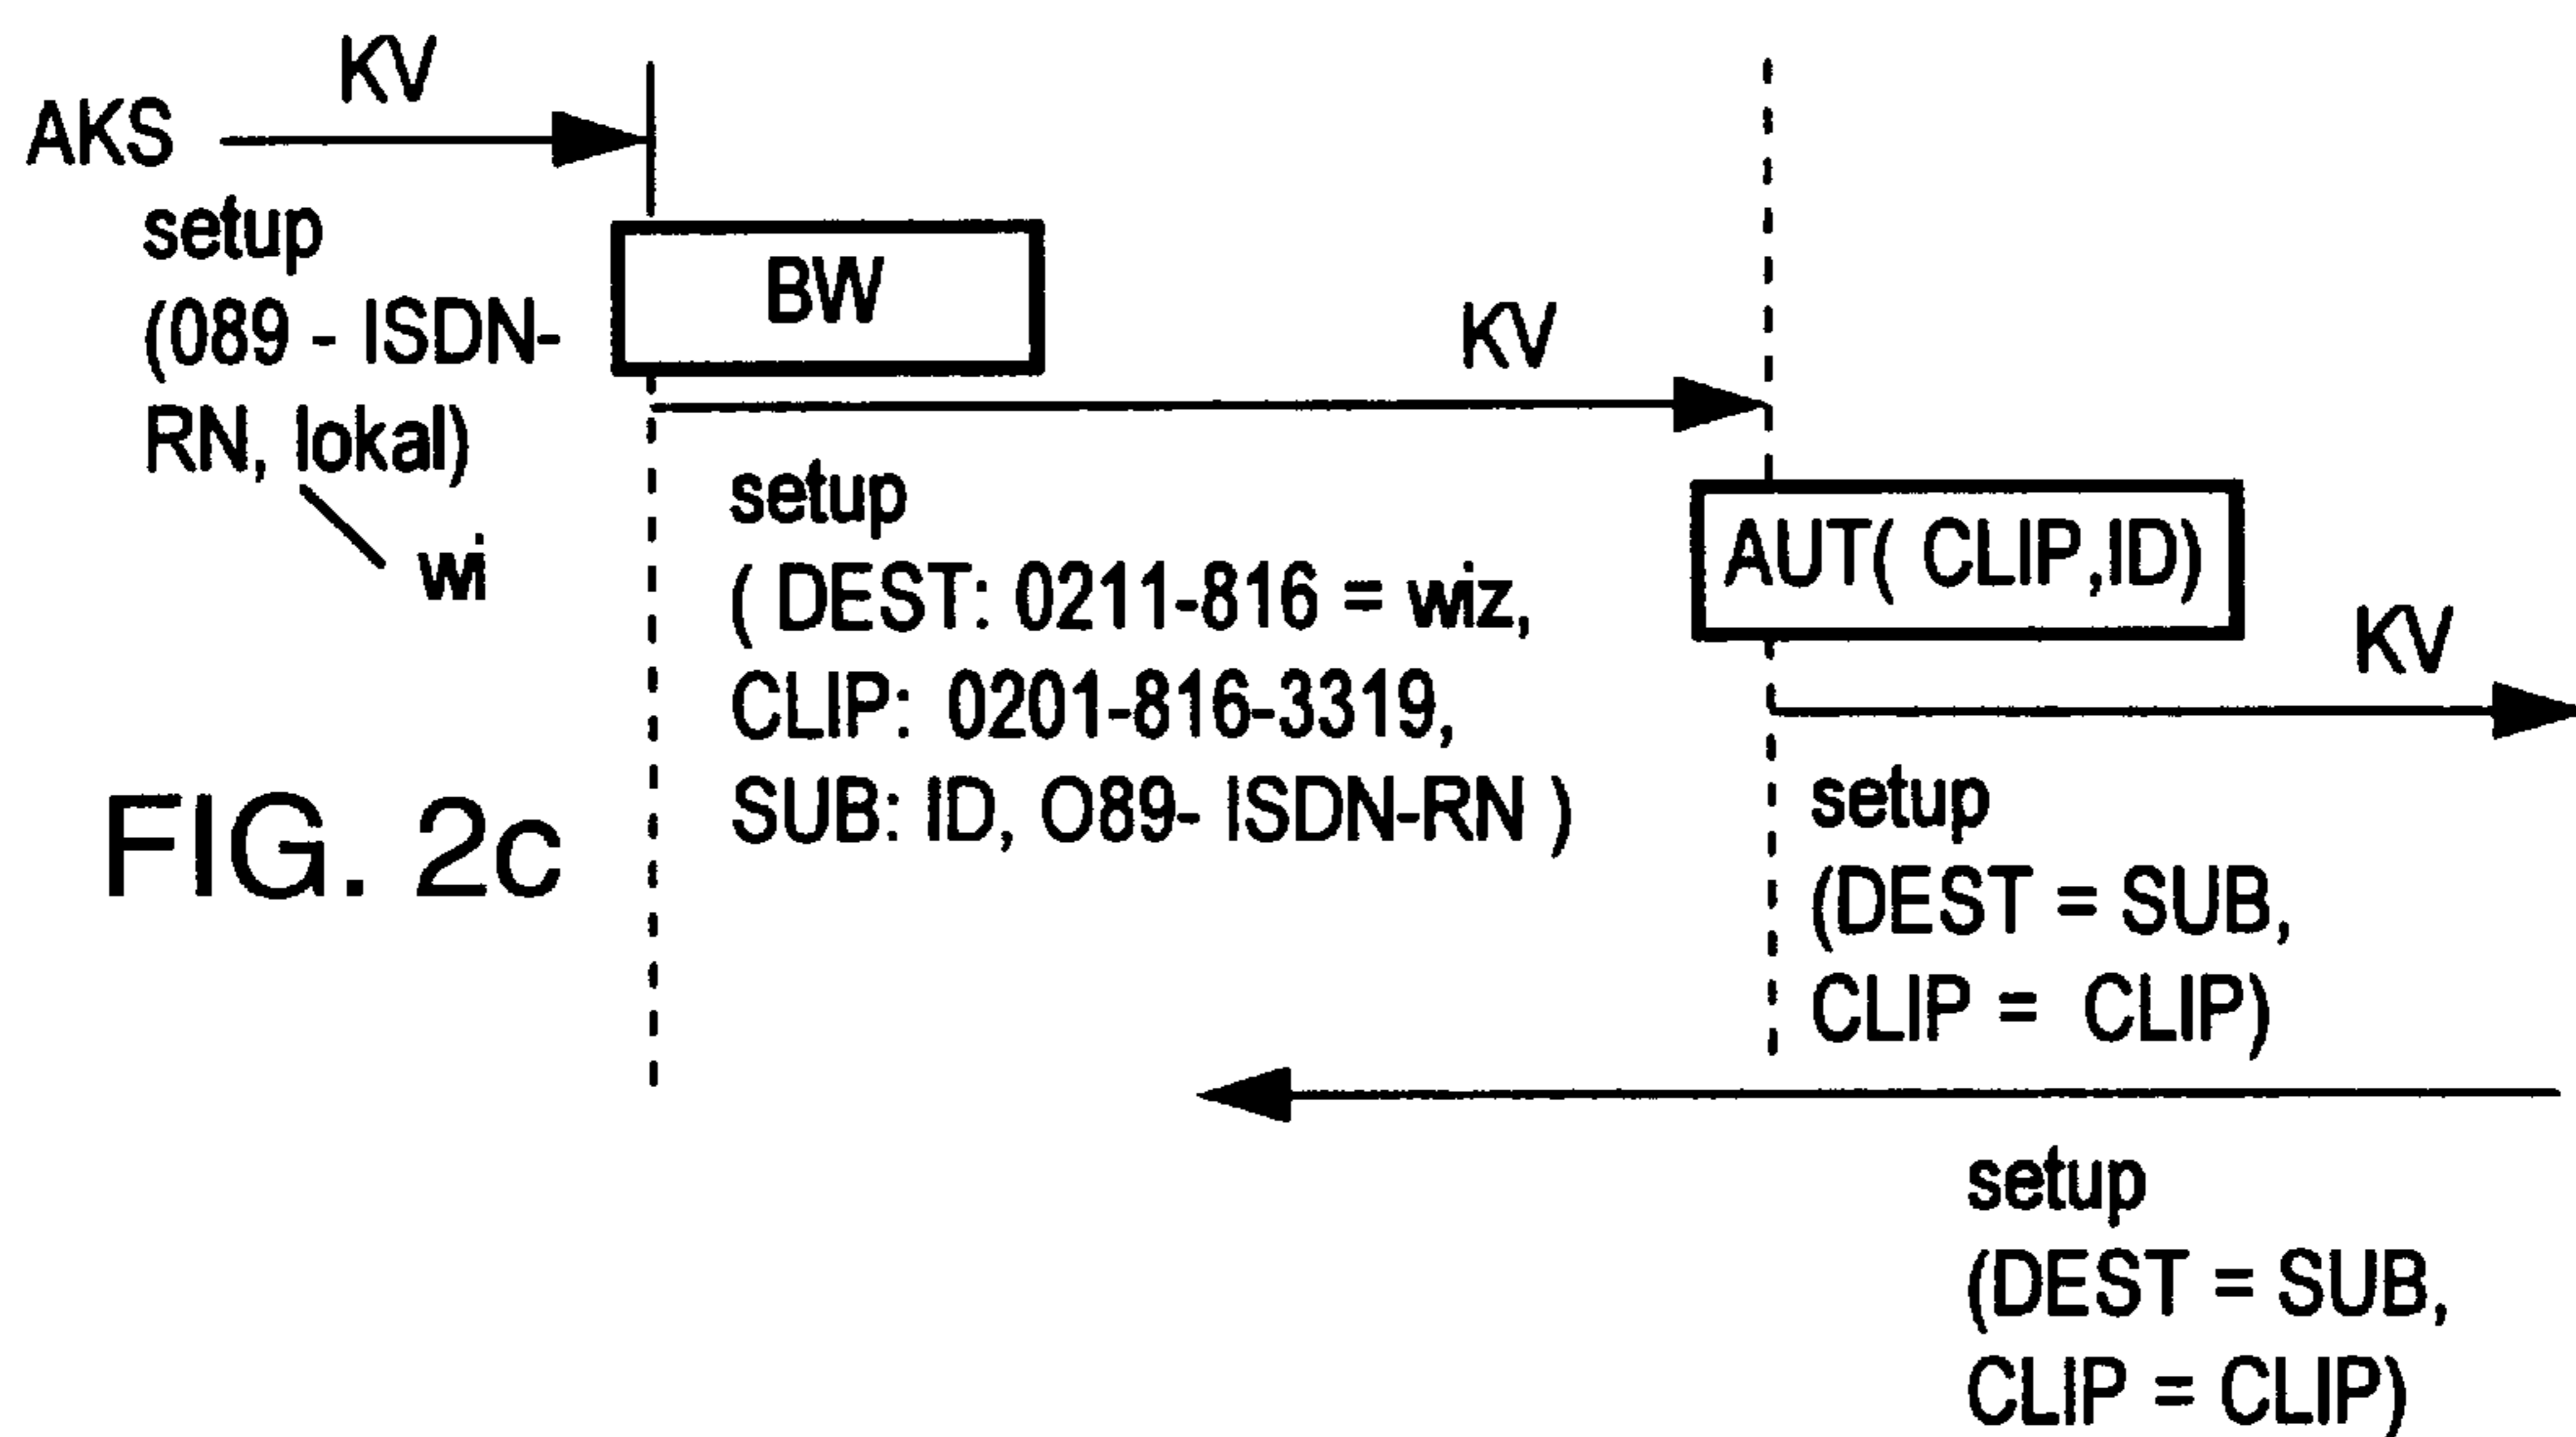 KV
AKS
setup
(089 - ISDN-
RN, lokal)
wi
BW
KV
setup
( DEST: 0211-816 = wiz,
CLIP: 0201-816-3319,
SUB: ID, O89- ISDN-RN )
AUT( CLIP,ID)
KV
setup
(DEST = SUB,
CLIP = CLIP)
setup
(DEST = SUB,
CLIP = CLIP)
FIG. 2c